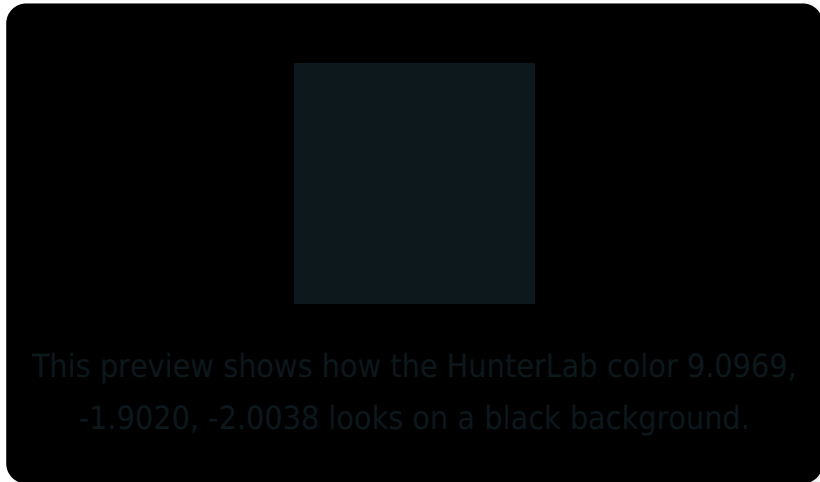 This preview shows how the HunterLab color 9.0969,
-1.9020, -2.0038 looks on a black background.